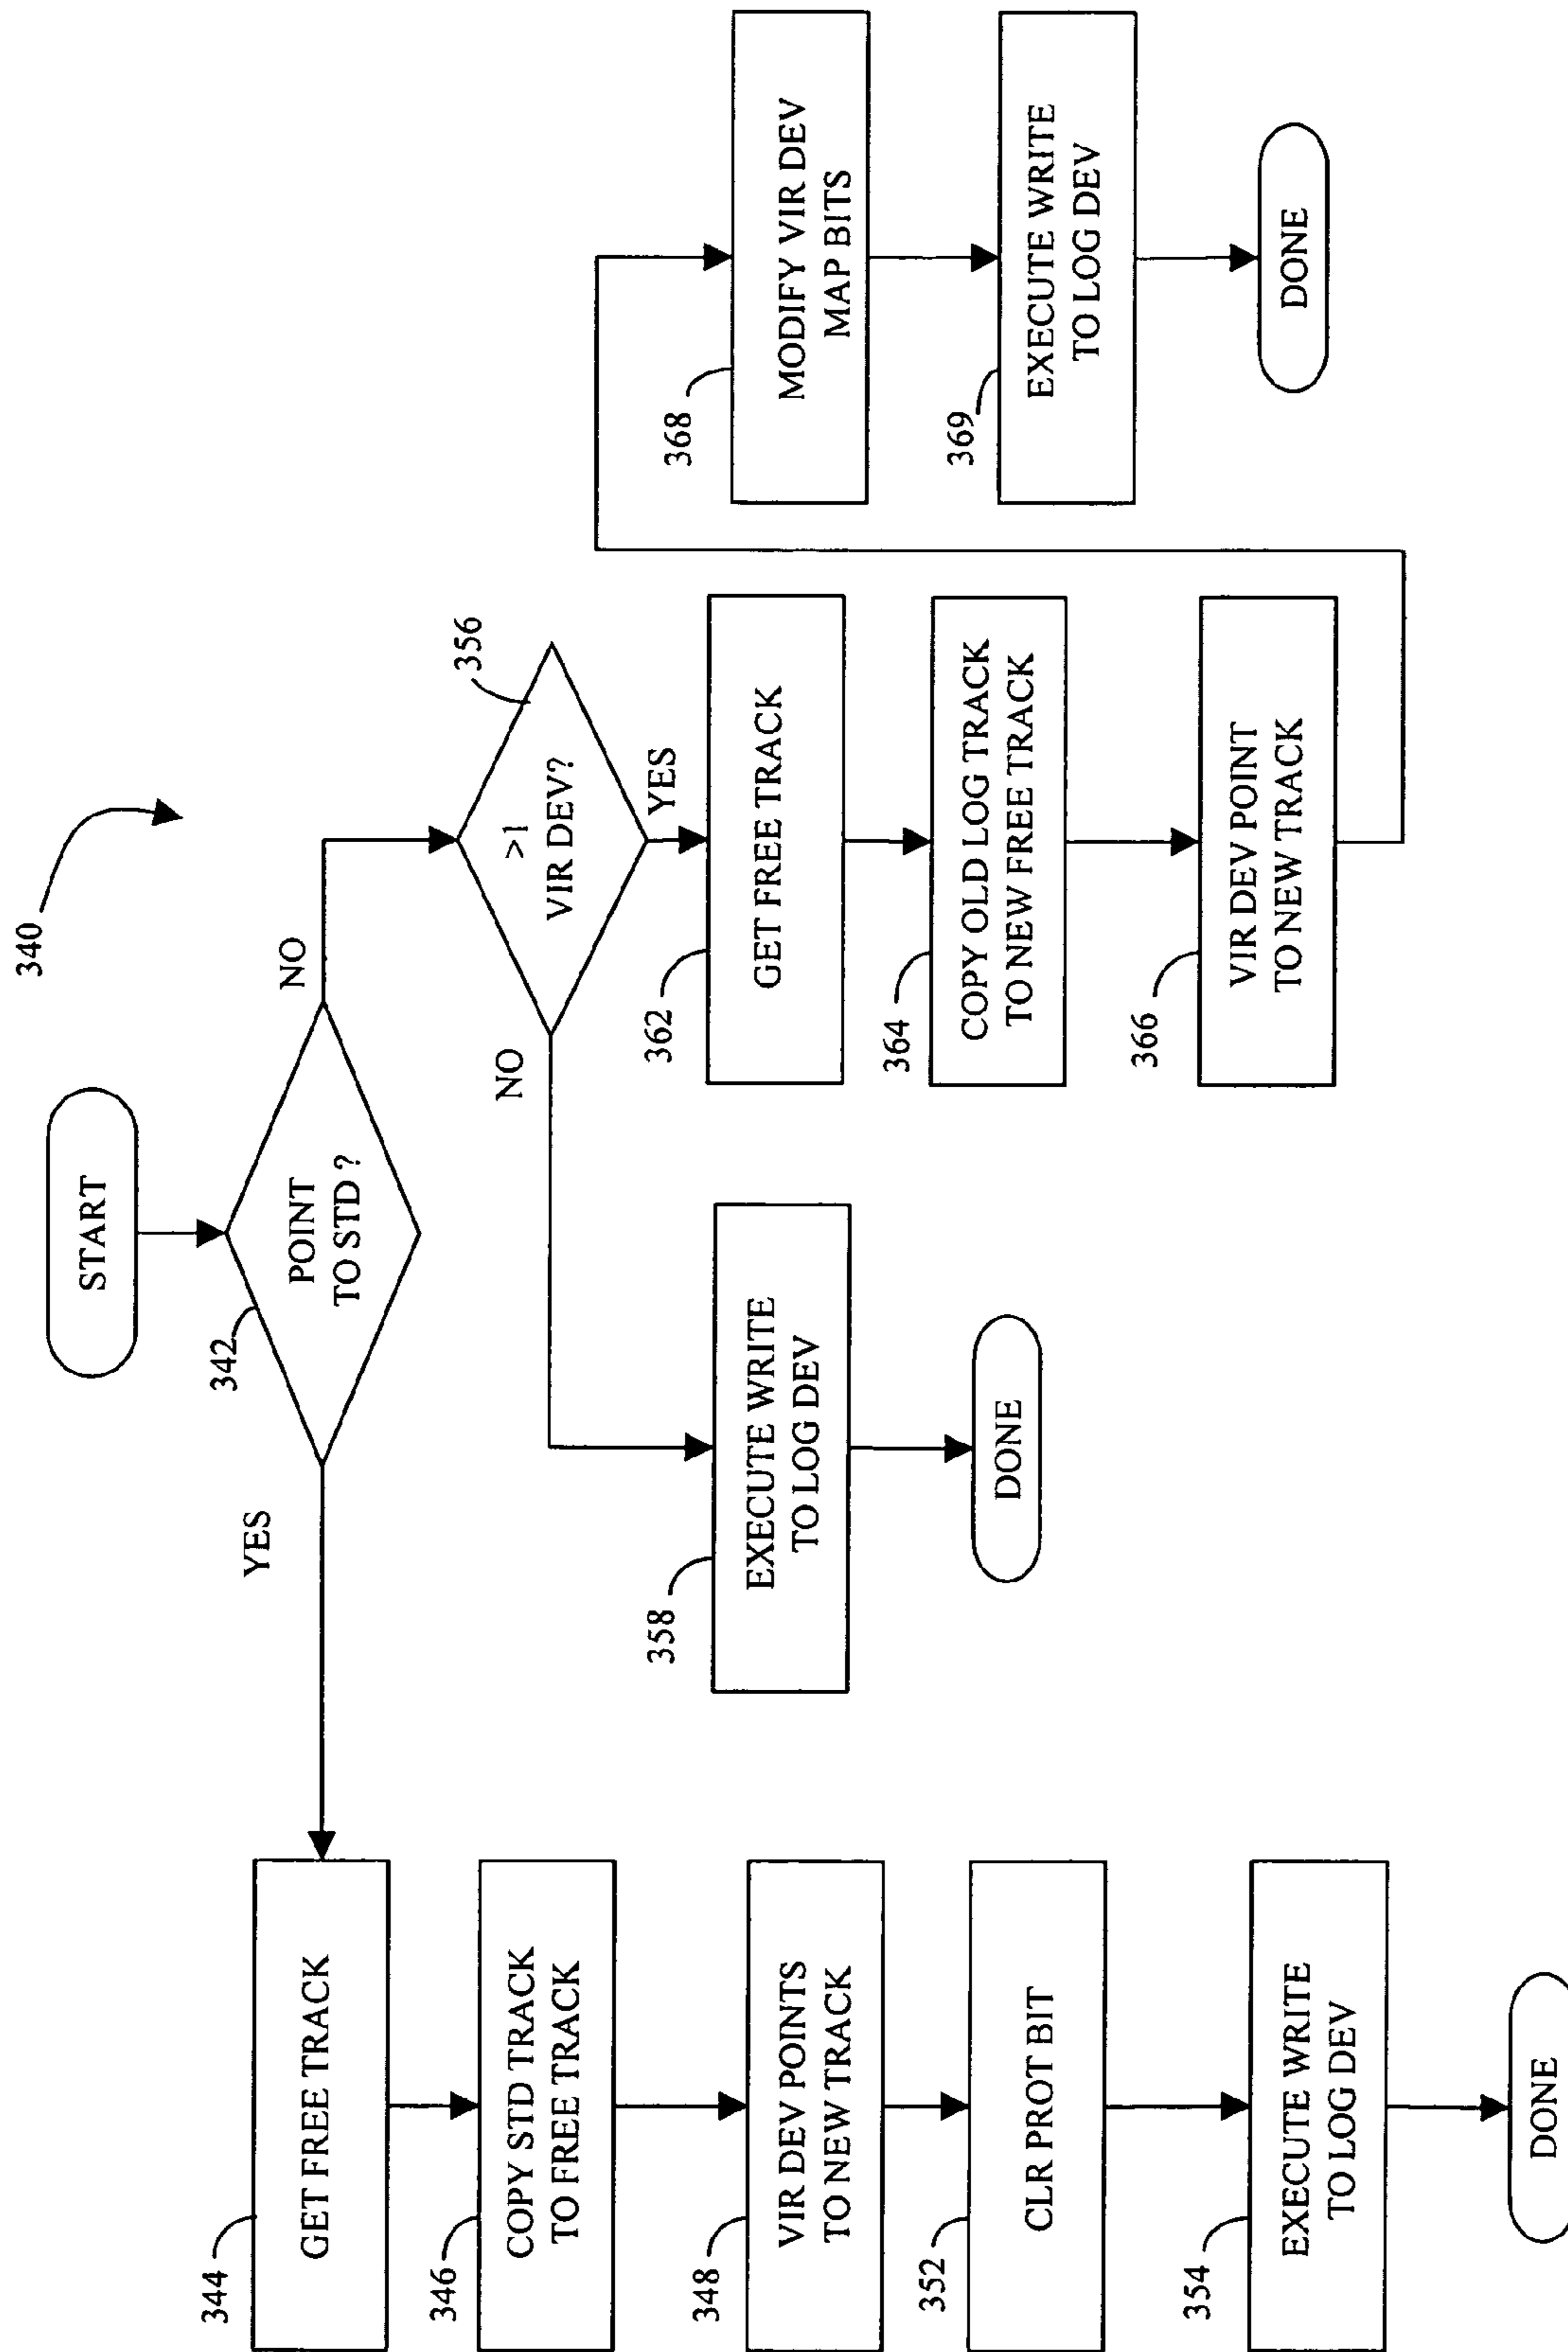 340
START
342
POINT
TO STD ?
YES
NO
344
GET FREE TRACK
346
COPY STD TRACK
TO FREE TRACK
348
VIR DEV POINTS
TO NEW TRACK
352
CLR PROT BIT
354
EXECUTE WRITE
TO LOG DEV
DONE
356
>1
VIR DEV?
NO
YES
358
EXECUTE WRITE
TO LOG DEV
DONE
362
GET FREE TRACK
364
COPY OLD LOG TRACK
TO NEW FREE TRACK
366
VIR DEV POINT
TO NEW TRACK
368
MODIFY VIR DEV
MAP BITS
369
EXECUTE WRITE
TO LOG DEV
DONE